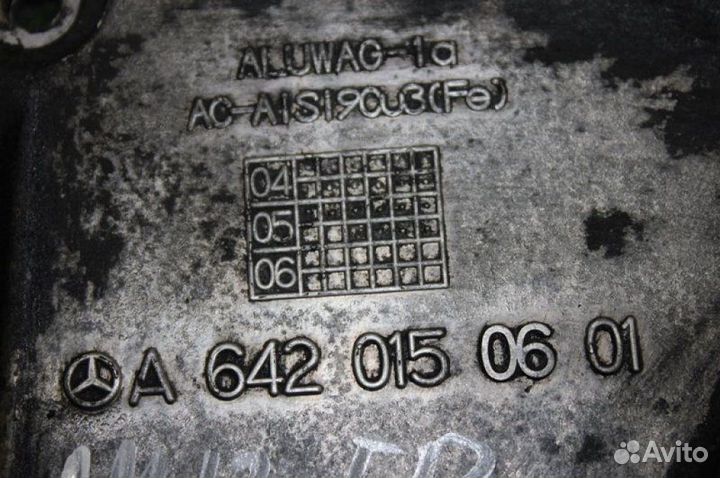 ALUWAG-1a
AC-AlSi9Cu3(Fe)
04
05
06
A 642 015 06 01
Avito